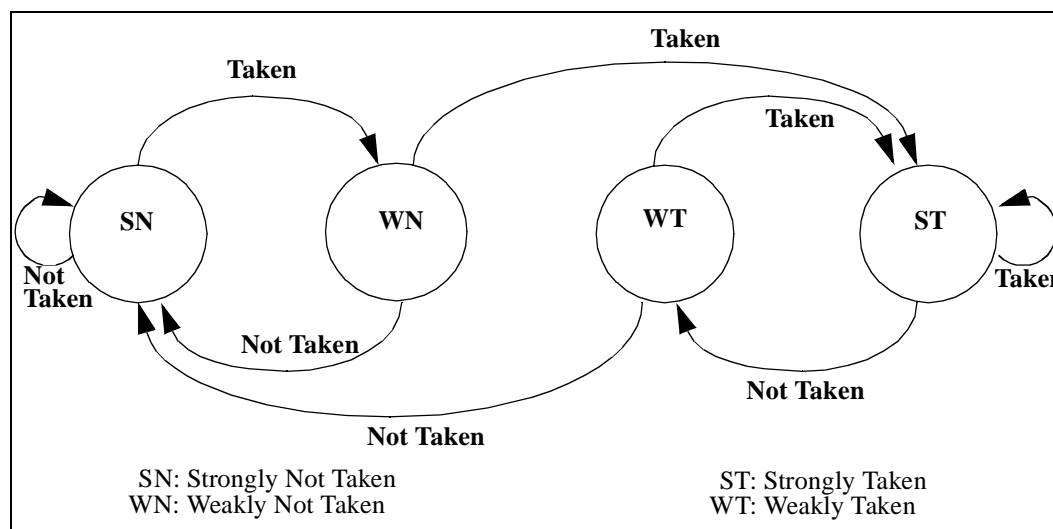 Taken
Taken
Taken
SN
WN
WT
ST
Not
Taken
Taken
Not Taken
Not Taken
Not Taken
SN: Strongly Not Taken
WN: Weakly Not Taken
ST: Strongly Taken
WT: Weakly Taken